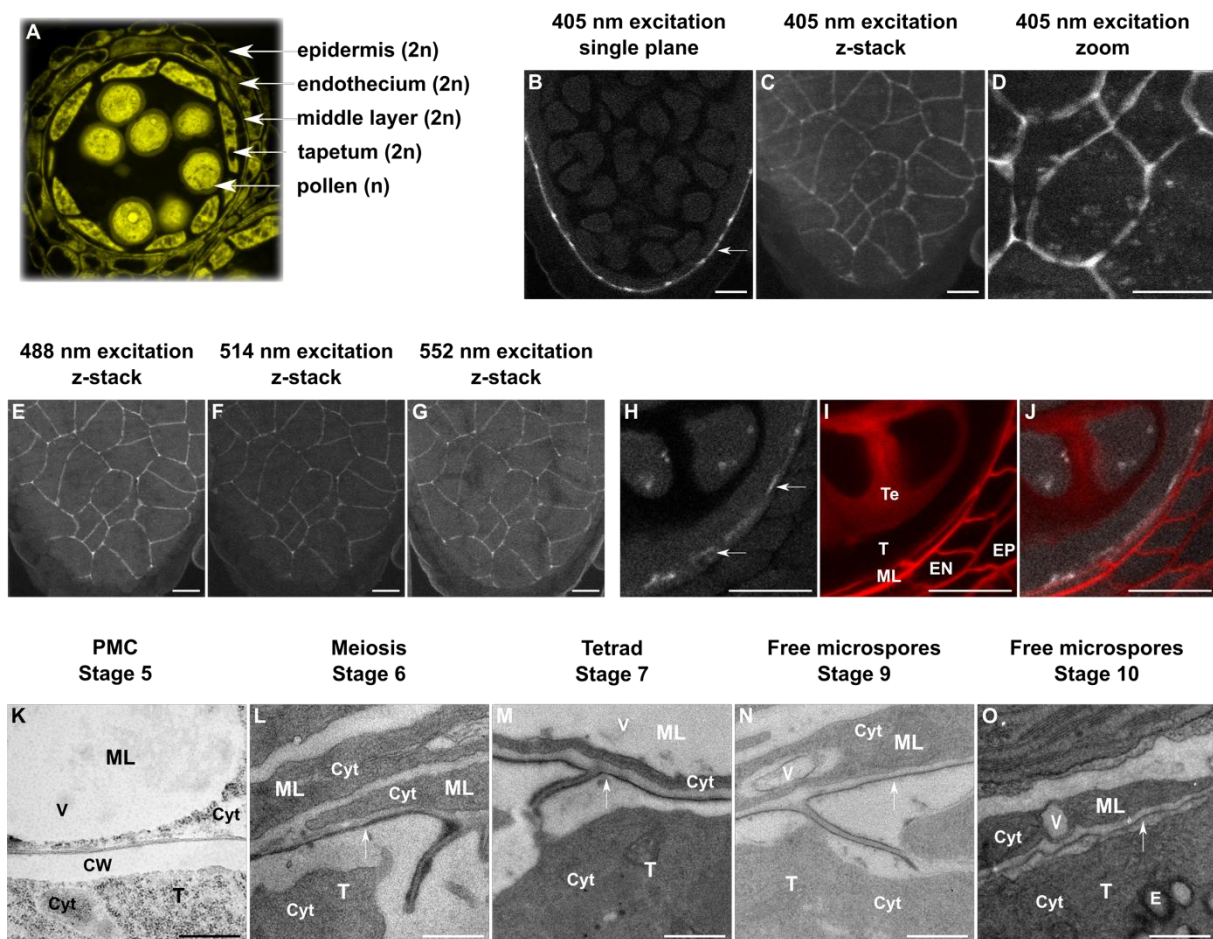 A
epidermis (2n)
endothecium (2n)
middle layer (2n)
tapetum (2n)
pollen (n)
405 nm excitation
single plane
405 nm excitation
z-stack
405 nm excitation
zoom
B
C
D
488 nm excitation
z-stack
514 nm excitation
z-stack
552 nm excitation
z-stack
E
F
G
H
I
Te
T
ML
EN
EP
J
PMC
Stage 5
Meiosis
Stage 6
Tetrad
Stage 7
Free microspores
Stage 9
Free microspores
Stage 10
K
ML
V
Cyt
CW
Cyt
T
L
Cyt
ML
Cyt
ML
T
Cyt
M
V
ML
Cyt
Cyt
T
N
Cyt
ML
V
T
Cyt
O
ML
V
Cyt
T
Cyt
E